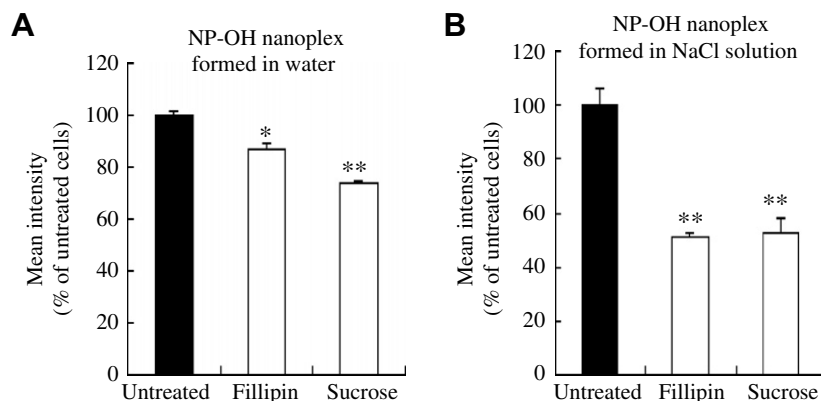 A
NP-OH nanoplex
formed in water
Mean intensity
(% of untreated cells)
120
100
80
60
40
20
0
*
**
Untreated
Fillipin
Sucrose
B
NP-OH nanoplex
formed in NaCl solution
Mean intensity
(% of untreated cells)
120
100
80
60
40
20
0
**
**
Untreated
Fillipin
Sucrose